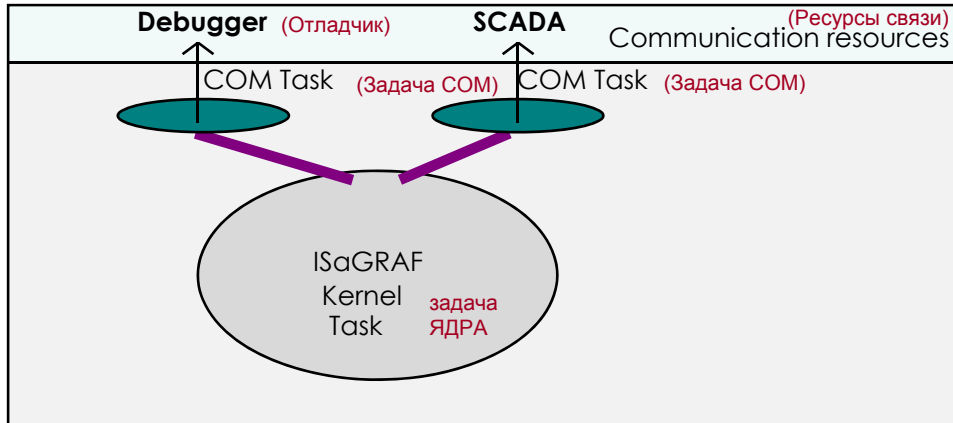 Debugger (Отладчик) SCADA (Ресурсы связи)
Communication resources
COM Task (Задача COM) COM Task (Задача COM)
ISaGRAF
Kernel задача
Task ЯДРА